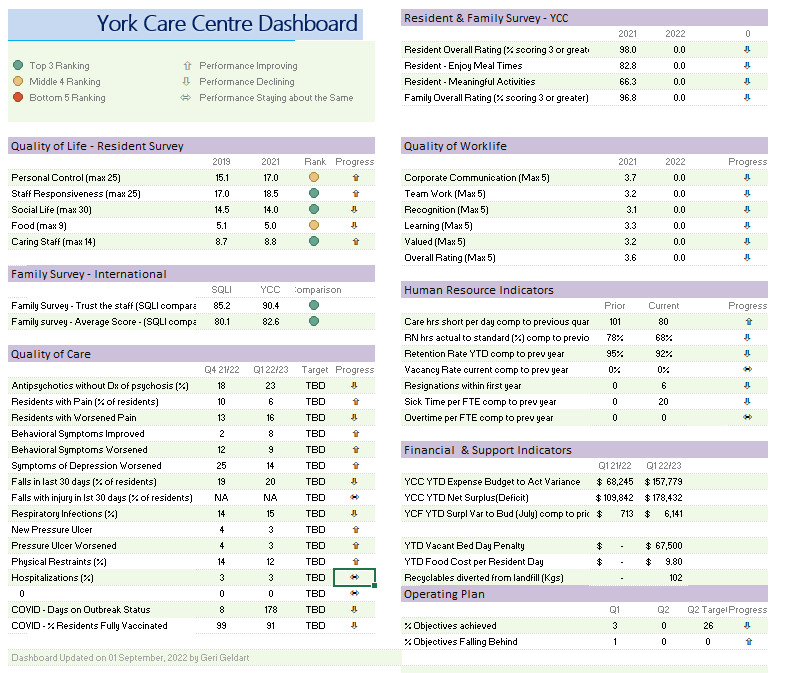 York Care Centre Dashboard
Top 3 Ranking Performance Improving
Middle 4 Ranking Performance Declining
Bottom 5 Ranking Performance Staying about the Same
Quality of Life - Resident Survey
2019 2021 Rank Progress
Personal Control (max 25) 15.1 17.0
Staff Responsiveness (max 25) 17.0 18.5
Social Life (max 30) 14.5 14.0
Food (max 9) 5.1 5.0
Caring Staff (max 14) 8.7 8.8
Family Survey - International
SQLI YCC :omparison
Family Survey - Trust the staff (SQLI compara 85.2 90.4
Family survey - Average Score - (SQLI compa 80.1 82.6
Quality of Care
Q4 21/22 Q1 22/23 Target Progress
Antipsychotics without Dx of psychosis (%) 18 23 TBD
Residents with Pain (% of residents) 10 6 TBD
Residents with Worsened Pain 13 16 TBD
Behavioral Symptoms Improved 2 8 TBD
Behavioral Symptoms Worsened 12 9 TBD
Symptoms of Depression Worsened 25 14 TBD
Falls in last 30 days (% of residents) 19 20 TBD
Falls with injury in lst 30 days (% of residents) NA NA TBD
Respiratory Infections (%) 14 15 TBD
New Pressure Ulcer 4 3 TBD
Pressure Ulcer Worsened 4 3 TBD
Physical Restraints (%) 14 12 TBD
Hospitalizations (%) 3 3 TBD
0 0 0 TBD
COVID - Days on Outbreak Status 8 178 TBD
COVID - % Residents Fully Vaccinated 99 91 TBD
Dashboard Updated on 01 September, 2022 by Geri Geldart
Resident & Family Survey - YCC
2021 2022 0
Resident Overall Rating (% scoring 3 or greate 98.0 0.0
Resident - Enjoy Meal Times 82.8 0.0
Resident - Meaningful Activities 66.3 0.0
Family Overall Rating (% scoring 3 or greater) 96.8 0.0
Quality of Worklife
2021 2022 Progress
Corporate Communication (Max 5) 3.7 0.0
Team Work (Max 5) 3.2 0.0
Recognition (Max 5) 3.1 0.0
Learning (Max 5) 3.3 0.0
Valued (Max 5) 3.2 0.0
Overall Rating (Max 5) 3.6 0.0
Human Resource Indicators
Prior Current Progress
Care hrs short per day comp to previous quar 101 80
RN hrs actual to standard (%) comp to previo 78% 68%
Retention Rate YTD comp to prev year 95% 92%
Vacancy Rate current comp to prev year 0% 0%
Resignations within first year 0 6
Sick Time per FTE comp to prev year 0 20
Overtime per FTE comp to prev year 0 0
Financial & Support Indicators
Q1 21/22 Q1 22/23
YCC YTD Expense Budget to Act Variance $ 68,245 $ 157,779
YCC YTD Net Surplus(Deficit) $ 109,842 $ 178,432
YCF YTD Surpl Var to Bud (July) comp to pric $ 713 $ 6,141
YTD Vacant Bed Day Penalty $ - $ 67,500
YTD Food Cost per Resident Day $ - $ 9.80
Recyclables diverted from landfill (Kgs) - 102
Operating Plan
Q1 Q2 Q2 Target Progress
% Objectives achieved 3 0 26
% Objectives Falling Behind 1 0 0